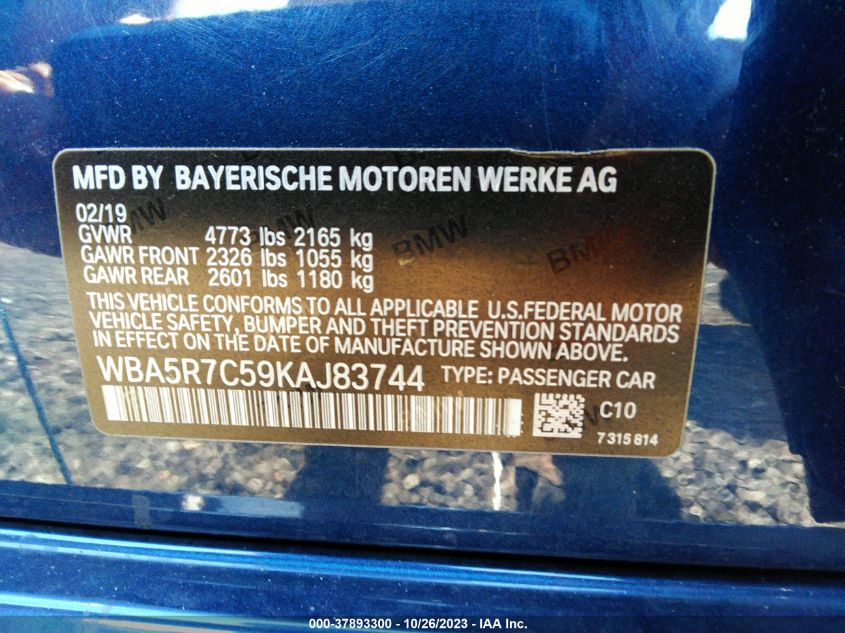 MFD BY BAYERISCHE MOTOREN WERKE AG
02/19
GVWR 4773 lbs 2165 kg
GAWR FRONT 2326 lbs 1055 kg
GAWR REAR 2601 lbs 1180 kg
THIS VEHICLE CONFORMS TO ALL APPLICABLE U.S.FEDERAL MOTOR
VEHICLE SAFETY, BUMPER AND THEFT PREVENTION STANDARDS
IN EFFECT ON THE DATE OF MANUFACTURE SHOWN ABOVE.
WBA5R7C59KAJ83744 TYPE: PASSENGER CAR
C10
7315814
BMW
BMW
BMW
000-37893300 - 10/26/2023 - IAA Inc.